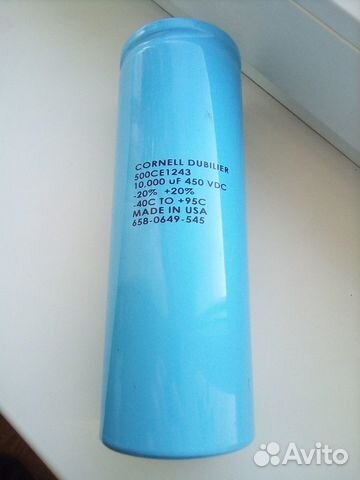 CORNELL DUBILIER
500CE1243
10,000 uF 450 VDC
-20% +20%
-40C TO +95C
MADE IN USA
658-0649-545
Avito